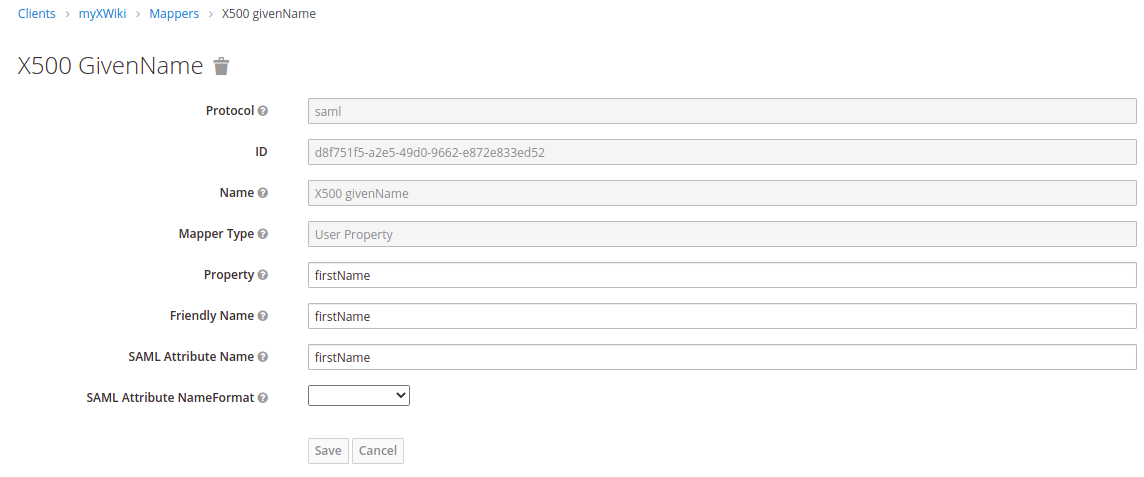 Clients › myXWiki › Mappers › X500 givenName
X500 GivenName
Protocol saml
ID d8f751f5-a2e5-49d0-9662-e872e833ed52
Name X500 givenName
Mapper Type User Property
Property firstName
Friendly Name firstName
SAML Attribute Name firstName
SAML Attribute NameFormat
Save Cancel